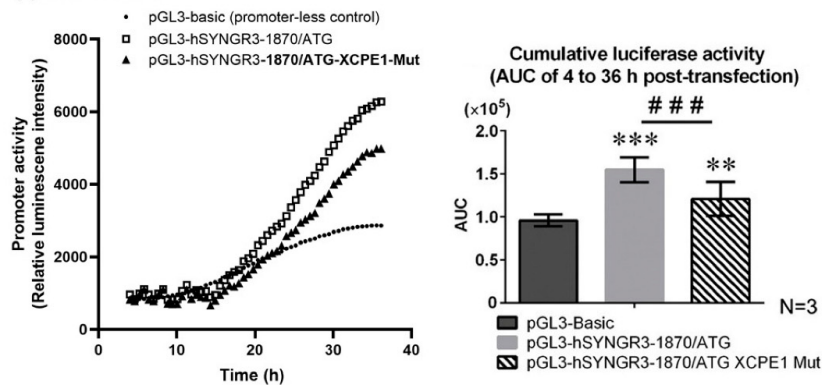 pGL3-basic (promoter-less control)
pGL3-hSYNGR3-1870/ATG
pGL3-hSYNGR3-1870/ATG-XCPE1-Mut
8000
6000
4000
2000
0
Promoter activity
(Relative luminescene intensity)
0
10
20
30
40
Time (h)
Cumulative luciferase activity
(AUC of 4 to 36 h post-transfection)
(×10⁵)
2.0
1.5
1.0
0.5
0
AUC
###
***
**
N=3
pGL3-Basic
pGL3-hSYNGR3-1870/ATG
pGL3-hSYNGR3-1870/ATG XCPE1 Mut